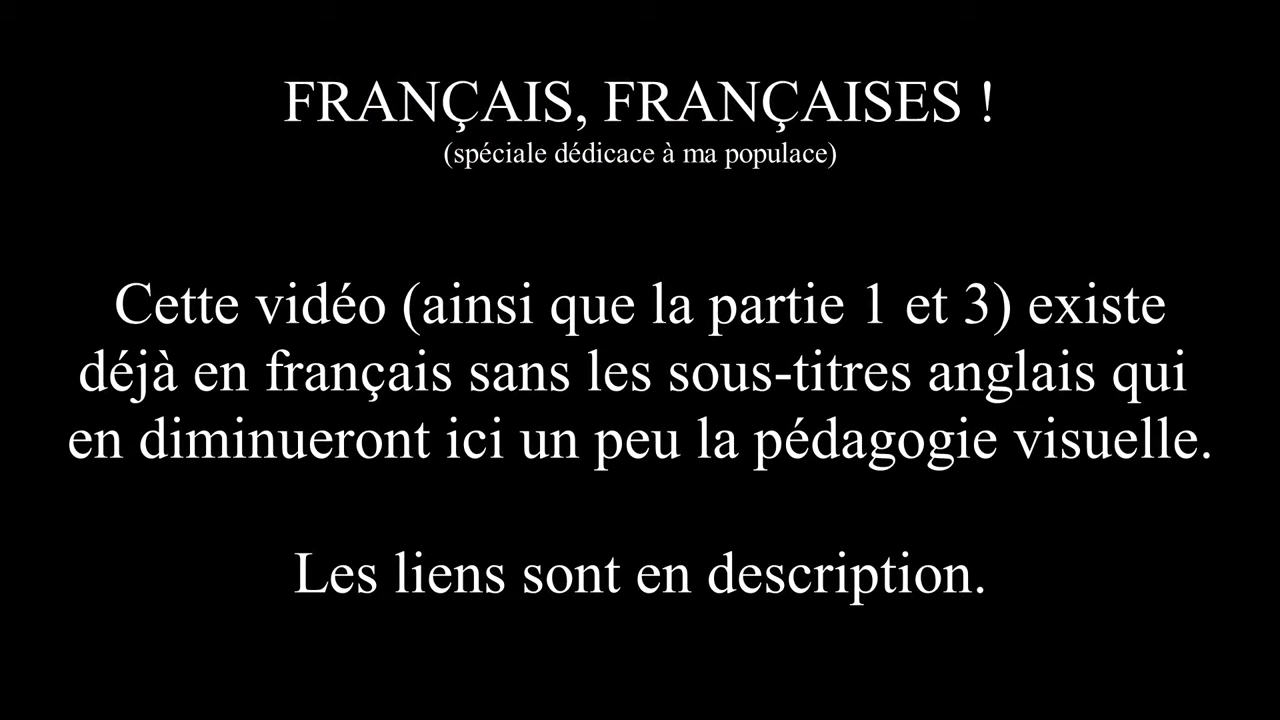 FRANÇAIS, FRANÇAISES !
(spéciale dédicace à ma populace)
Cette vidéo (ainsi que la partie 1 et 3) existe
déjà en français sans les sous-titres anglais qui
en diminueront ici un peu la pédagogie visuelle.
Les liens sont en description.